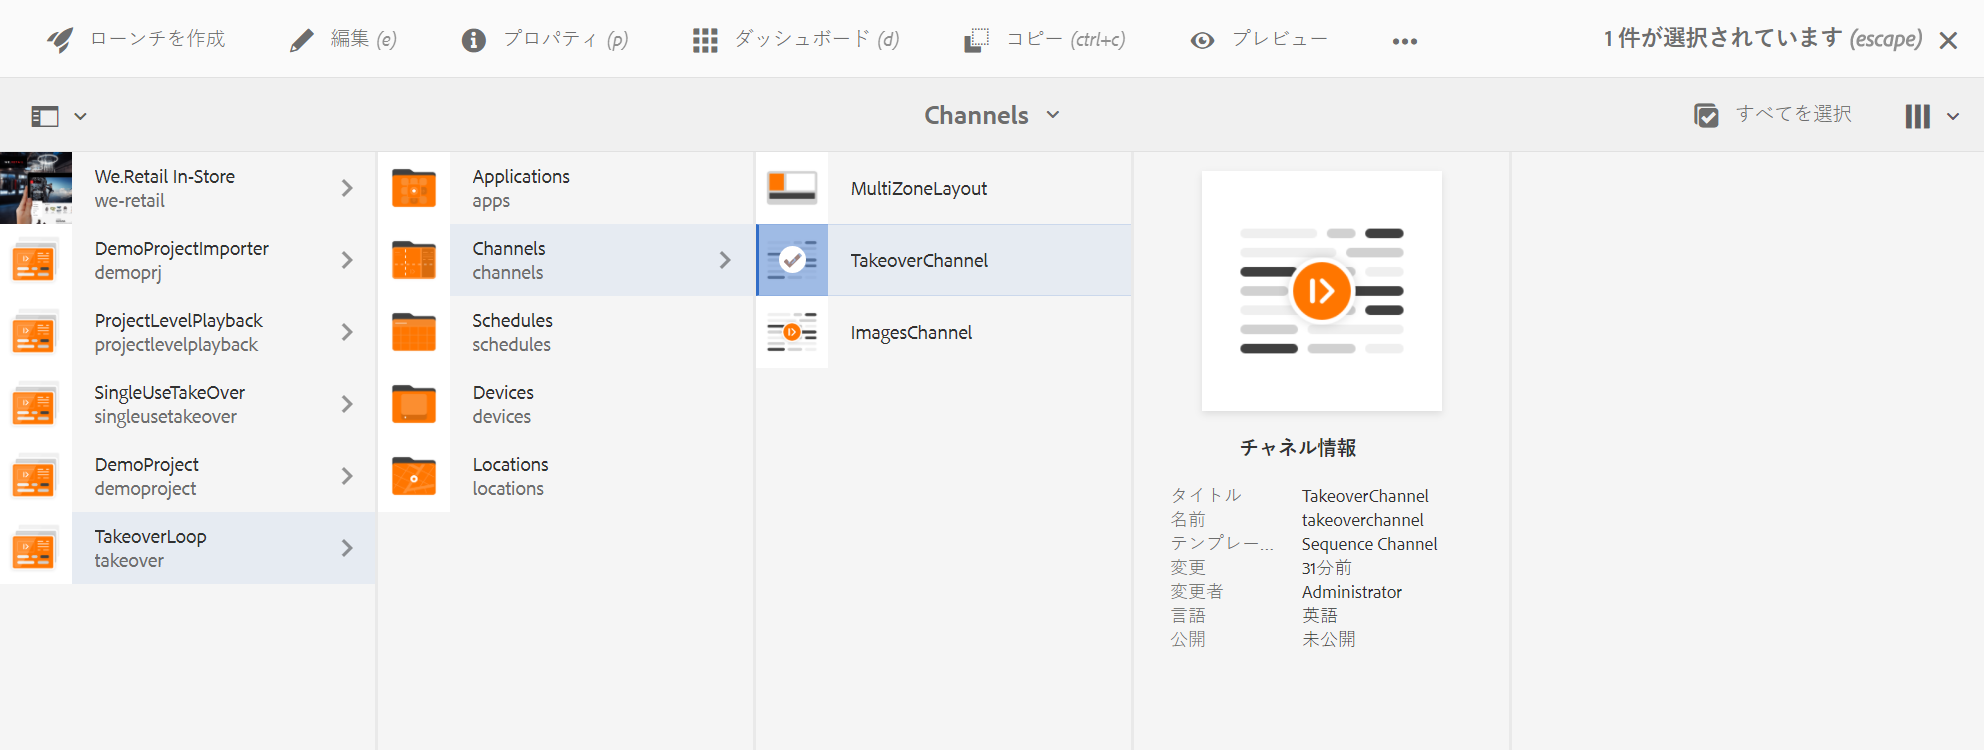 ローンチを作成 編集 (e) プロパティ (p) ダッシュボード (d) コピー (ctrl+c) プレビュー 1 件が選択されています (escape)
Channels すべてを選択
We.Retail In-Store
we-retail
DemoProjectImporter
demoprj
ProjectLevelPlayback
projectlevelplayback
SingleUseTakeOver
singleusetakeover
DemoProject
demoproject
TakeoverLoop
takeover
Applications
apps
Channels
channels
Schedules
schedules
Devices
devices
Locations
locations
MultiZoneLayout
TakeoverChannel
ImagesChannel
チャネル情報
タイトル TakeoverChannel
名前 takeoverchannel
テンプレー... Sequence Channel
変更 31分前
変更者 Administrator
言語 英語
公開 未公開